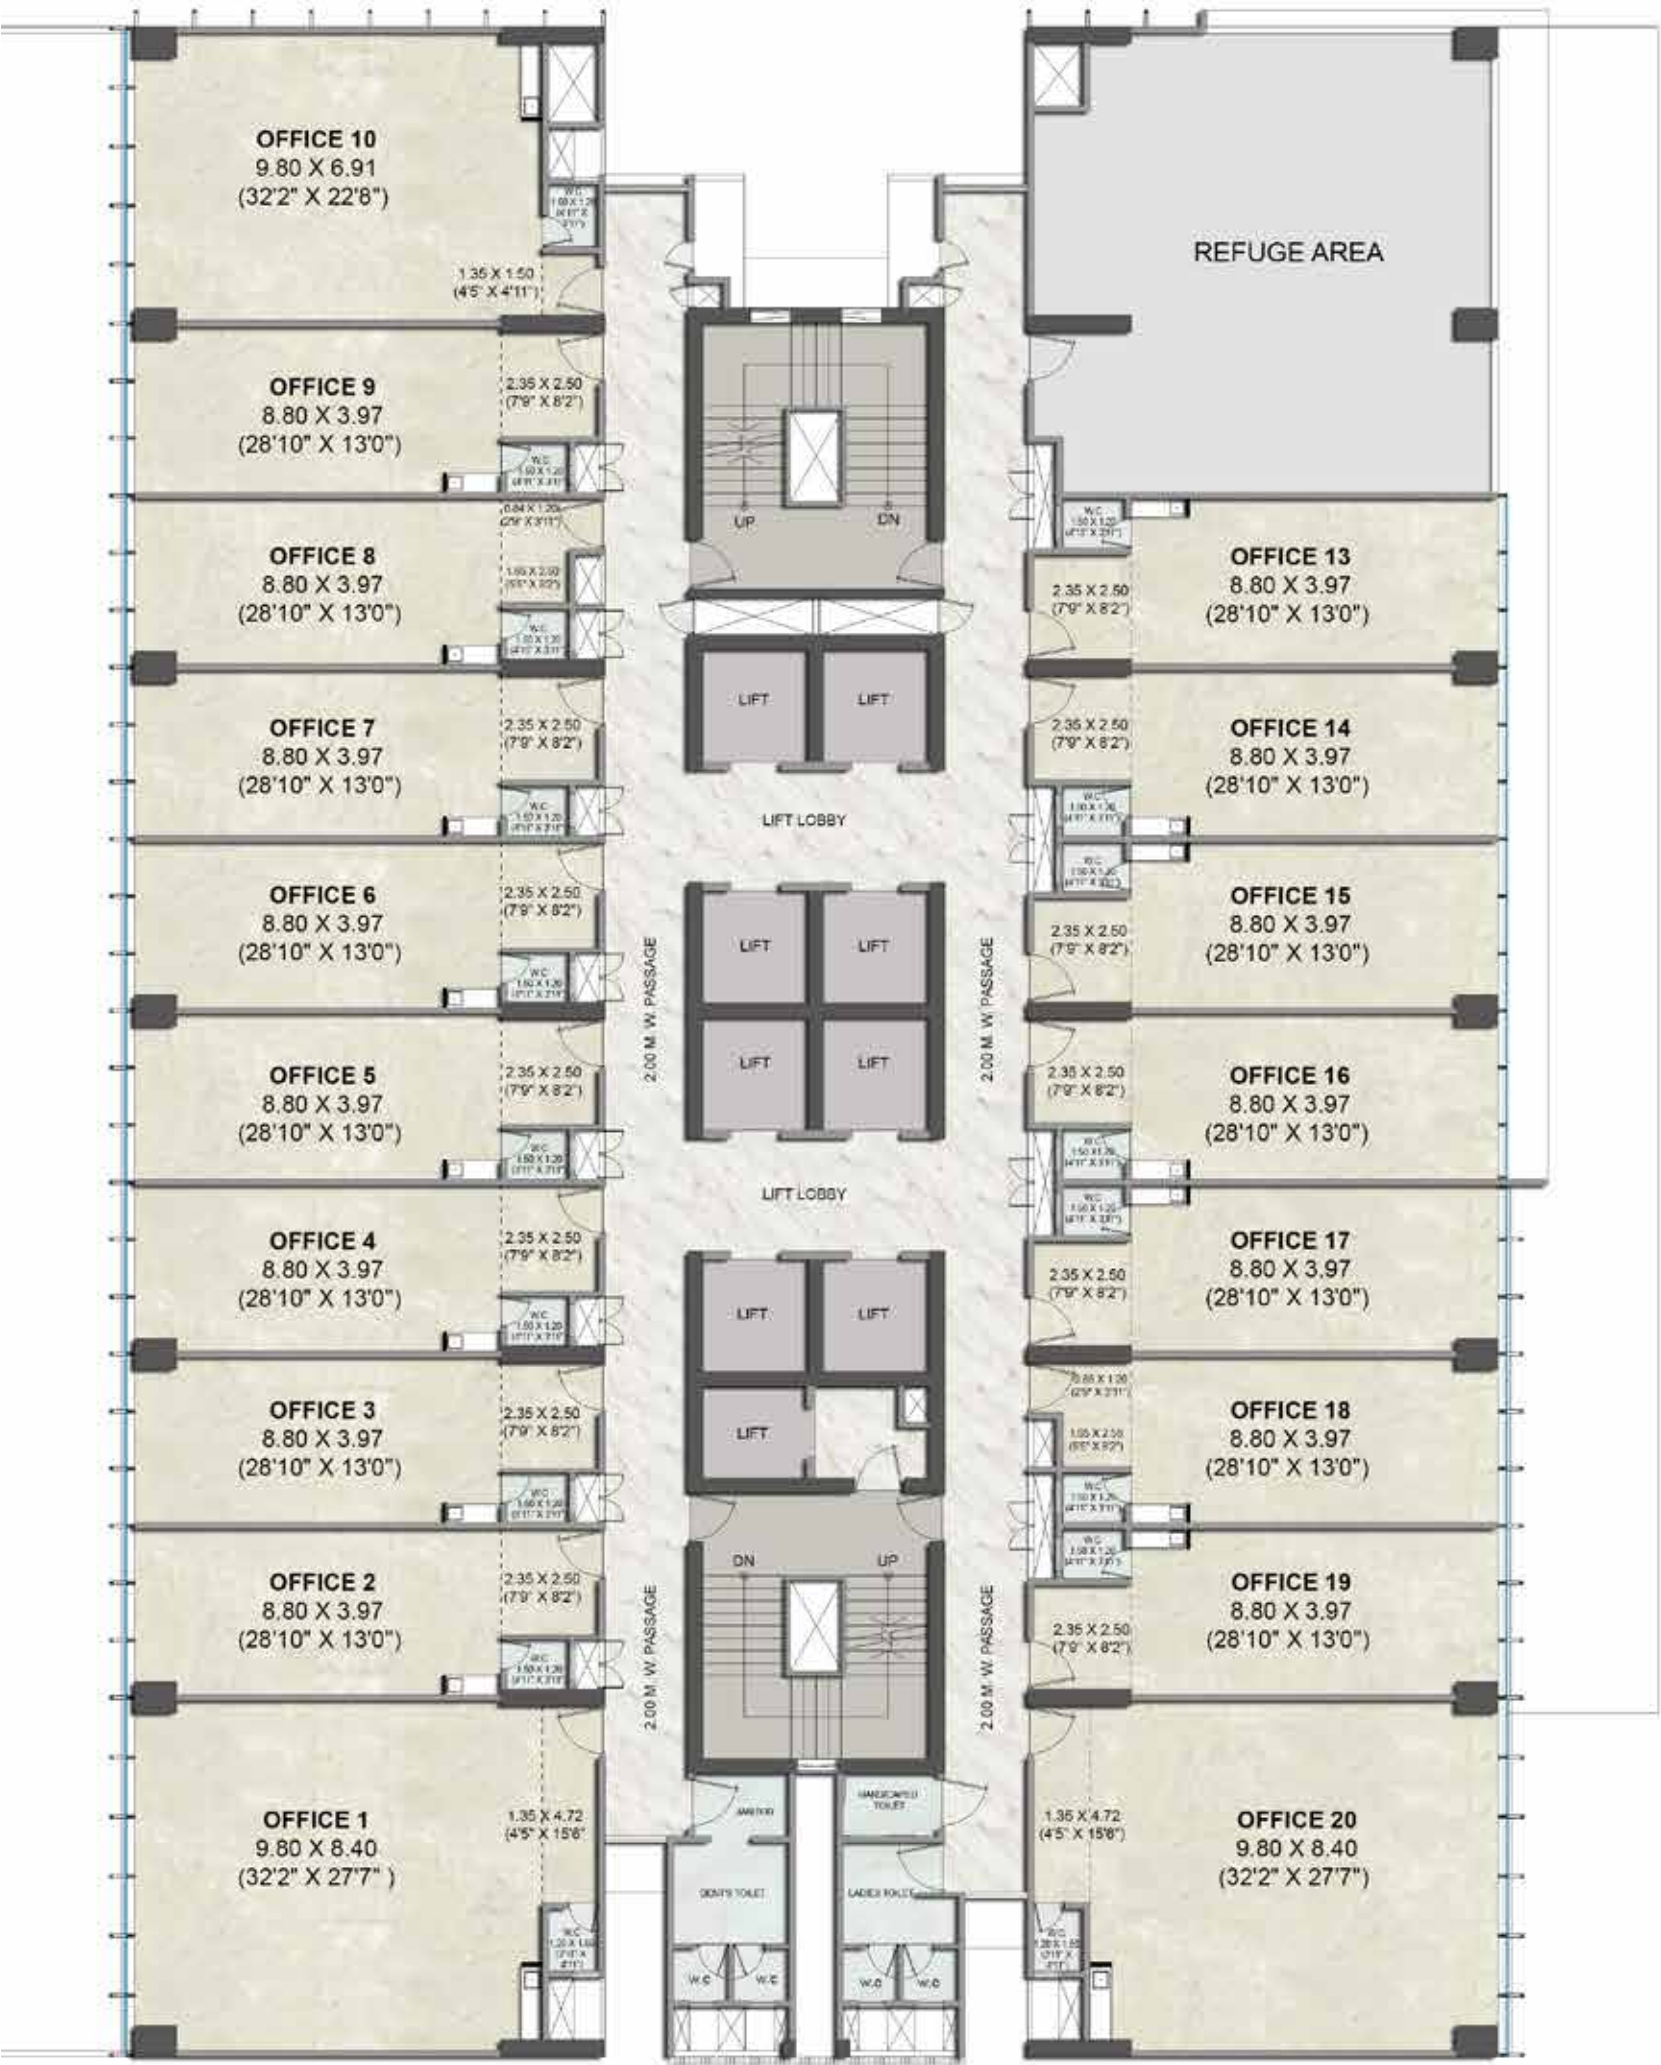 OFFICE 10
9.80 X 6.91
(32'2" X 22'8")
W.C
1.35 X 1.50
(4'5" X 4'11")
REFUGE AREA
OFFICE 9
8.80 X 3.97
(28'10" X 13'0")
2.35 X 2.50
(7'9" X 8'2")
W.C
UP
DN
OFFICE 8
8.80 X 3.97
(28'10" X 13'0")
W.C
W.C
OFFICE 13
8.80 X 3.97
(28'10" X 13'0")
2.35 X 2.50
(7'9" X 8'2")
LIFT
LIFT
OFFICE 7
8.80 X 3.97
(28'10" X 13'0")
2.35 X 2.50
(7'9" X 8'2")
W.C
2.35 X 2.50
(7'9" X 8'2")
OFFICE 14
8.80 X 3.97
(28'10" X 13'0")
W.C
LIFT LOBBY
OFFICE 6
8.80 X 3.97
(28'10" X 13'0")
2.35 X 2.50
(7'9" X 8'2")
W.C
LIFT
LIFT
2.00 M. W. PASSAGE
2.00 M. W. PASSAGE
W.C
OFFICE 15
8.80 X 3.97
(28'10" X 13'0")
2.35 X 2.50
(7'9" X 8'2")
OFFICE 5
8.80 X 3.97
(28'10" X 13'0")
2.35 X 2.50
(7'9" X 8'2")
W.C
LIFT
LIFT
2.35 X 2.50
(7'9" X 8'2")
OFFICE 16
8.80 X 3.97
(28'10" X 13'0")
W.C
LIFT LOBBY
OFFICE 4
8.80 X 3.97
(28'10" X 13'0")
2.35 X 2.50
(7'9" X 8'2")
W.C
W.C
OFFICE 17
8.80 X 3.97
(28'10" X 13'0")
2.35 X 2.50
(7'9" X 8'2")
LIFT
LIFT
OFFICE 3
8.80 X 3.97
(28'10" X 13'0")
2.35 X 2.50
(7'9" X 8'2")
W.C
LIFT
OFFICE 18
8.80 X 3.97
(28'10" X 13'0")
W.C
OFFICE 2
8.80 X 3.97
(28'10" X 13'0")
2.35 X 2.50
(7'9" X 8'2")
W.C
DN
UP
2.00 M. W. PASSAGE
2.00 M. W. PASSAGE
W.C
OFFICE 19
8.80 X 3.97
(28'10" X 13'0")
2.35 X 2.50
(7'9" X 8'2")
OFFICE 1
9.80 X 8.40
(32'2" X 27'7" )
1.35 X 4.72
(4'5" X 15'6"
W.C
JANITOR
HANDICAPED
TOILET
GENT'S TOILET
LADIES TOILET
W.C
W.C
W.C
W.C
1.35 X 4.72
(4'5" X 15'6")
OFFICE 20
9.80 X 8.40
(32'2" X 27'7")
W.C